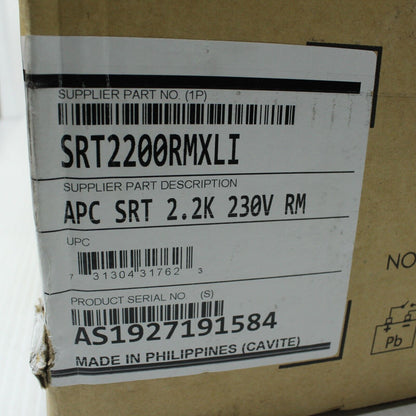 SUPPLIER PART NO. (1P)
SRT2200RMXLI
SUPPLIER PART DESCRIPTION
APC SRT 2.2K 230V RM
UPC
7 31304 31762 3
PRODUCT SERIAL NO (S)
AS1927191584
MADE IN PHILIPPINES (CAVITE)
NO
Pb